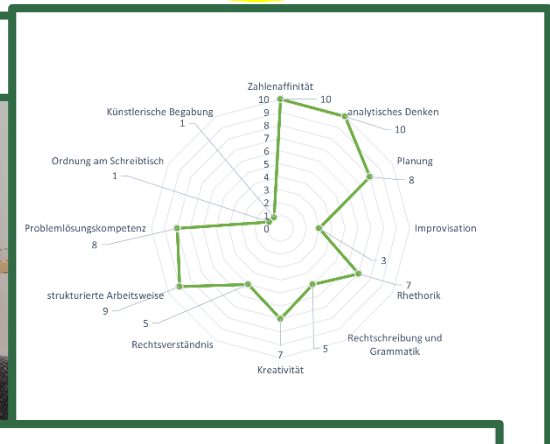 Zahlenaffinität
10
10
9
8
7
6
5
4
3
2
1
0
analytisches Denken
10
Planung
8
Improvisation
3
7
Rhethorik
Rechtschreibung und
Grammatik
5
7
Kreativität
Rechtsverständnis
5
strukturierte Arbeitsweise
9
Problemlösungskompetenz
8
Ordnung am Schreibtisch
1
Künstlerische Begabung
1